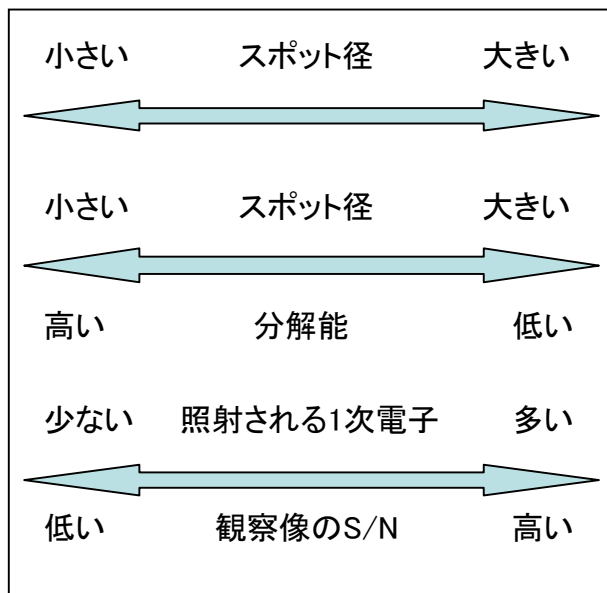 小さい スポット径 大きい
小さい スポット径 大きい
高い 分解能 低い
少ない 照射される1次電子 多い
低い 観察像のS/N 高い